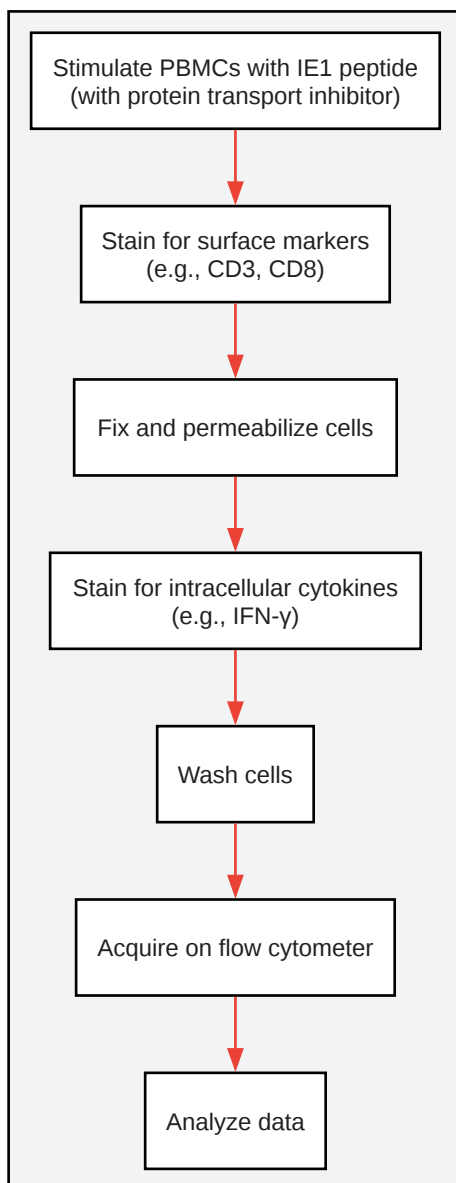 Stimulate PBMCs with IE1 peptide
(with protein transport inhibitor)
Stain for surface markers
(e.g., CD3, CD8)
Fix and permeabilize cells
Stain for intracellular cytokines
(e.g., IFN-γ)
Wash cells
Acquire on flow cytometer
Analyze data